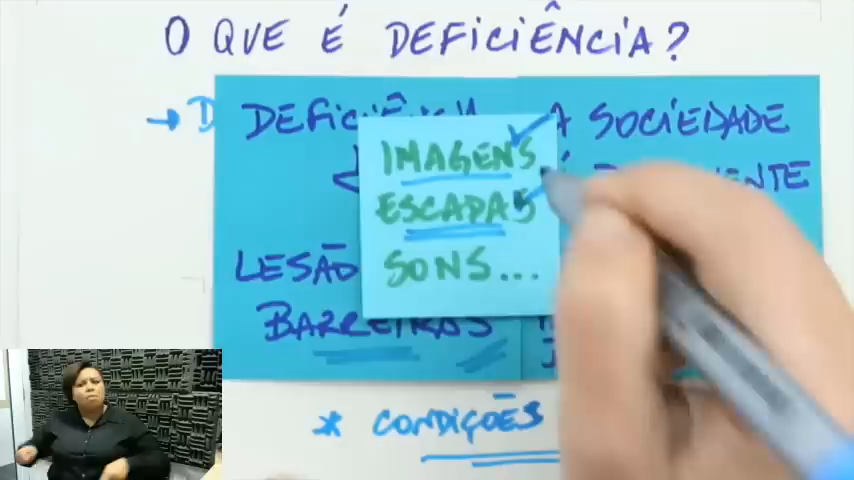 O QUE É DEFICIÊNCIA?
A SOCIEDADE
IMAGENS
ESCADAS
SONS...
LESÃO
BARREIRAS
* CONDIÇÕES